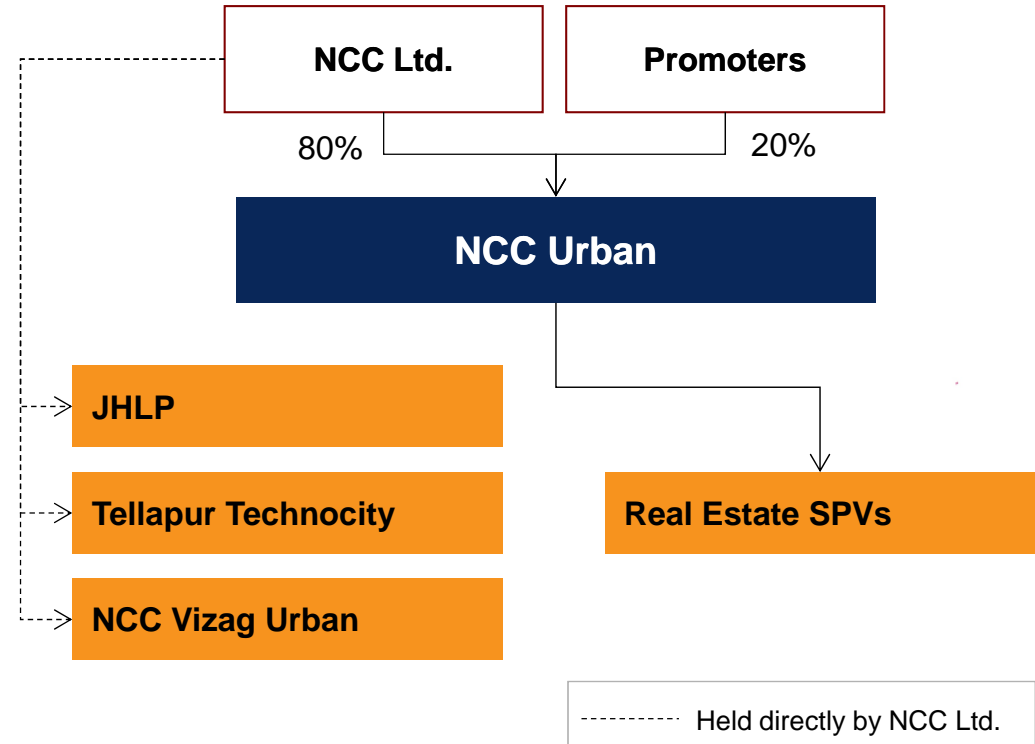 NCC Ltd.
Promoters
80%
20%
NCC Urban
JHLP
Tellapur Technocity
Real Estate SPVs
NCC Vizag Urban
Held directly by NCC Ltd.